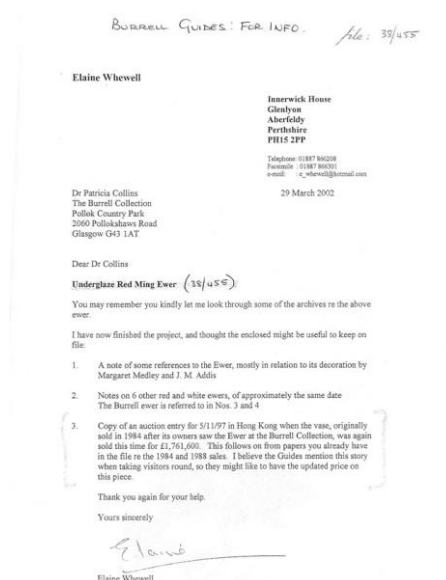 BURRELL GUIDES: FOR INFO.
file: 38/455
Elaine Whewell
Innerwick House
Glenlyon
Aberfeldy
Perthshire
PH15 2PP
Telephone: 01887 866208
Facsimile : 01887 866301
e-mail : e_whewell@hotmail.com
Dr Patricia Collins
The Burrell Collection
Pollok Country Park
2060 Pollokshaws Road
Glasgow G43 1AT
29 March 2002
Dear Dr Collins
Underglaze Red Ming Ewer (38/455)
You may remember you kindly let me look through some of the archives re the above
ewer.
I have now finished the project, and thought the enclosed might be useful to keep on
file:
1. A note of some references to the Ewer, mostly in relation to its decoration by
Margaret Medley and J. M. Addis
2. Notes on 6 other red and white ewers, of approximately the same date
The Burrell ewer is referred to in Nos. 3 and 4
3. Copy of an auction entry for 5/11/97 in Hong Kong when the vase, originally
sold in 1984 after its owners saw the Ewer at the Burrell Collection, was again
sold this time for £1,761,600. This follows on from papers you already have
in the file re the 1984 and 1988 sales. I believe the Guides mention this story
when taking visitors round, so they might like to have the updated price on
this piece.
Thank you again for your help.
Yours sincerely
Elaine
Elaine Whewell